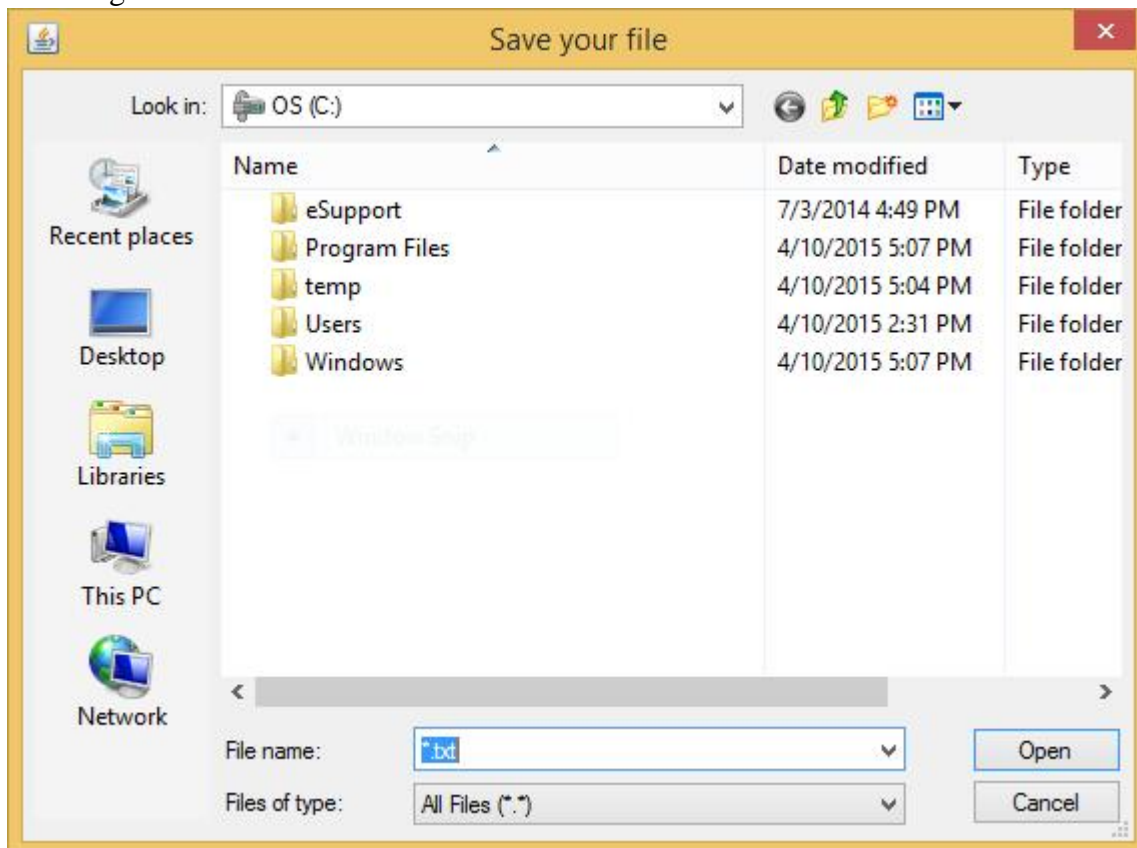 Save your file
Look in: OS (C:)
Name Date modified Type
eSupport 7/3/2014 4:49 PM File folder
Program Files 4/10/2015 5:07 PM File folder
temp 4/10/2015 5:04 PM File folder
Users 4/10/2015 2:31 PM File folder
Windows 4/10/2015 5:07 PM File folder
Window Snip
Recent places
Desktop
Libraries
This PC
Network
File name: *.txt Open
Files of type: All Files (*.*) Cancel